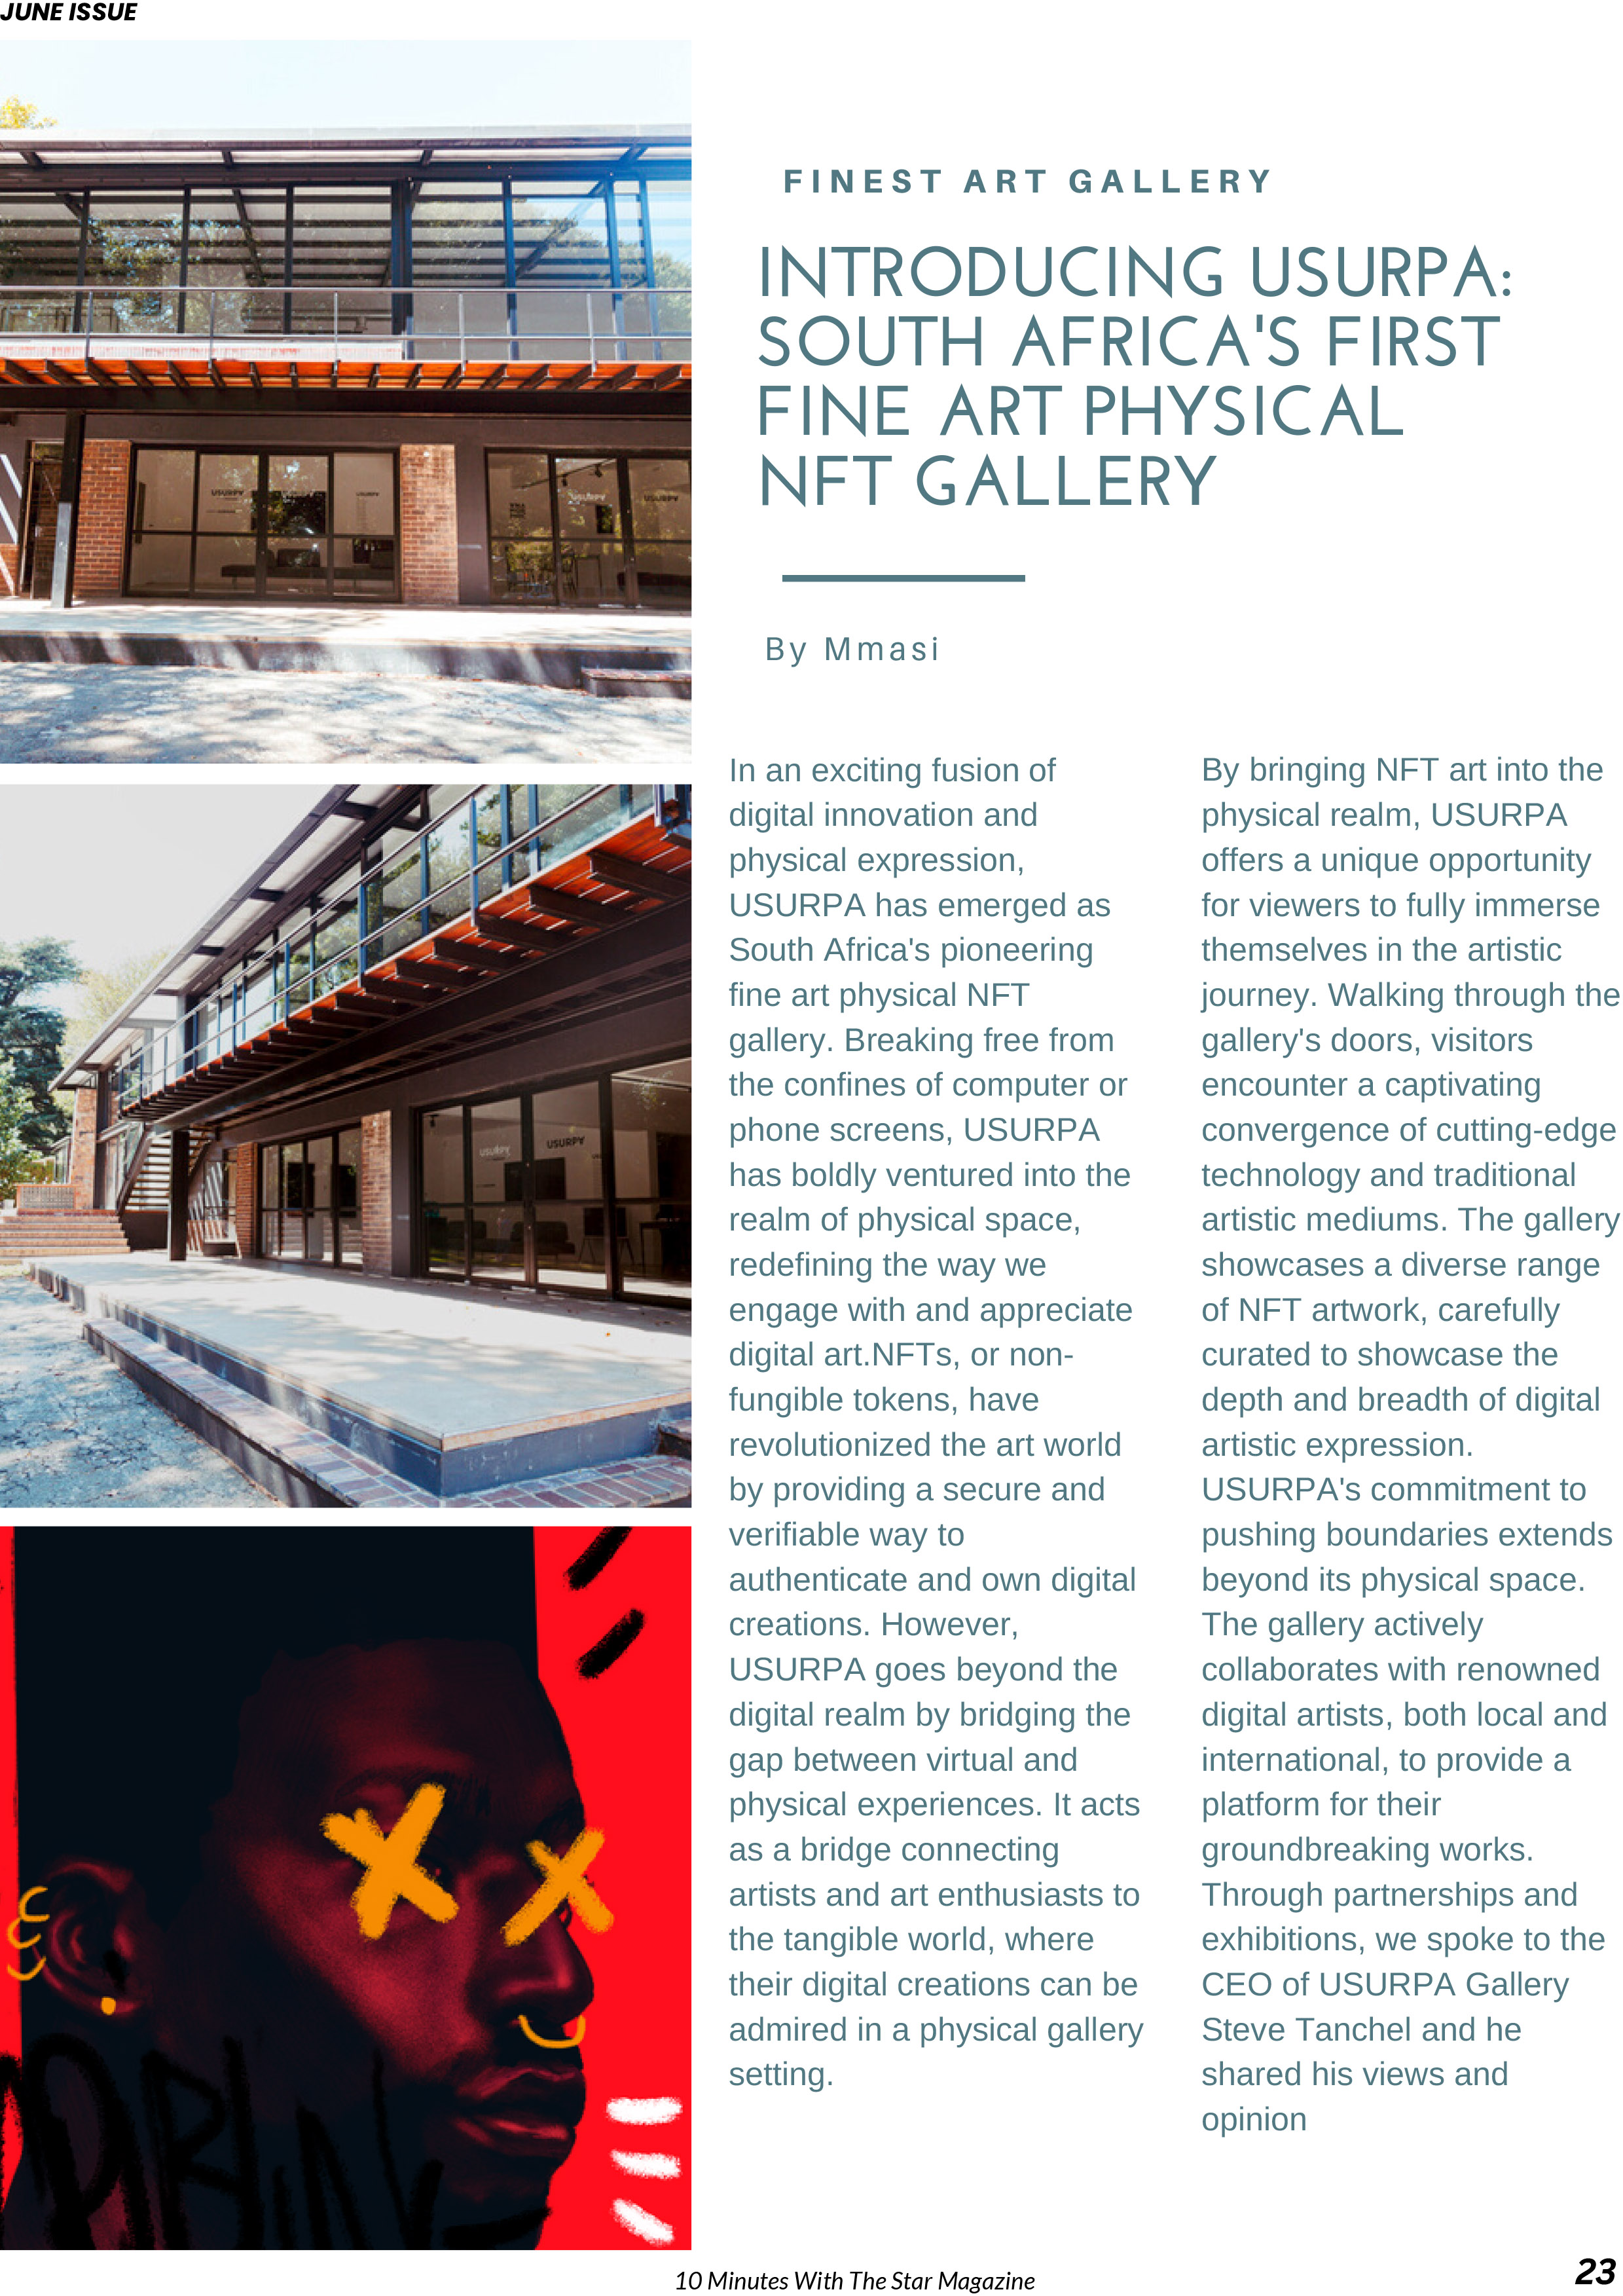 JUNE ISSUE
FINEST ART GALLERY
INTRODUCING USURPA:
SOUTH AFRICA'S FIRST
FINE ART PHYSICAL
NFT GALLERY
By Mmasi
In an exciting fusion of
digital innovation and
physical expression,
USURPA has emerged as
South Africa's pioneering
fine art physical NFT
gallery. Breaking free from
the confines of computer or
phone screens, USURPA
has boldly ventured into the
realm of physical space,
redefining the way we
engage with and appreciate
digital art.NFTs, or non-
fungible tokens, have
revolutionized the art world
by providing a secure and
verifiable way to
authenticate and own digital
creations. However,
USURPA goes beyond the
digital realm by bridging the
gap between virtual and
physical experiences. It acts
as a bridge connecting
artists and art enthusiasts to
the tangible world, where
their digital creations can be
admired in a physical gallery
setting.
By bringing NFT art into the
physical realm, USURPA
offers a unique opportunity
for viewers to fully immerse
themselves in the artistic
journey. Walking through the
gallery's doors, visitors
encounter a captivating
convergence of cutting-edge
technology and traditional
artistic mediums. The gallery
showcases a diverse range
of NFT artwork, carefully
curated to showcase the
depth and breadth of digital
artistic expression.
USURPA's commitment to
pushing boundaries extends
beyond its physical space.
The gallery actively
collaborates with renowned
digital artists, both local and
international, to provide a
platform for their
groundbreaking works.
Through partnerships and
exhibitions, we spoke to the
CEO of USURPA Gallery
Steve Tanchel and he
shared his views and
opinion
USURP∀
USURP∀
USURP∀
USURP∀
USURP∀
USURP∀
10 Minutes With The Star Magazine
23